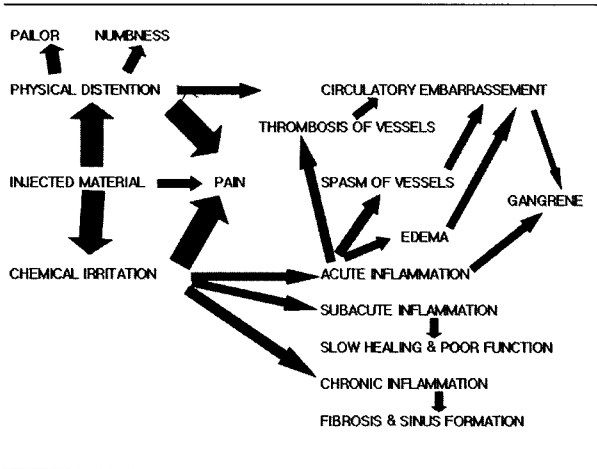 PAILOR NUMBNESS
PHYSICAL DISTENTION CIRCULATORY EMBARRASSEMENT
THROMBOSIS OF VESSELS
INJECTED MATERIAL PAIN SPASM OF VESSELS
GANGRENE
EDEMA
CHEMICAL IRRITATION ACUTE INFLAMMATION
SUBACUTE INFLAMMATION
SLOW HEALING & POOR FUNCTION
CHRONIC INFLAMMATION
FIBROSIS & SINUS FORMATION